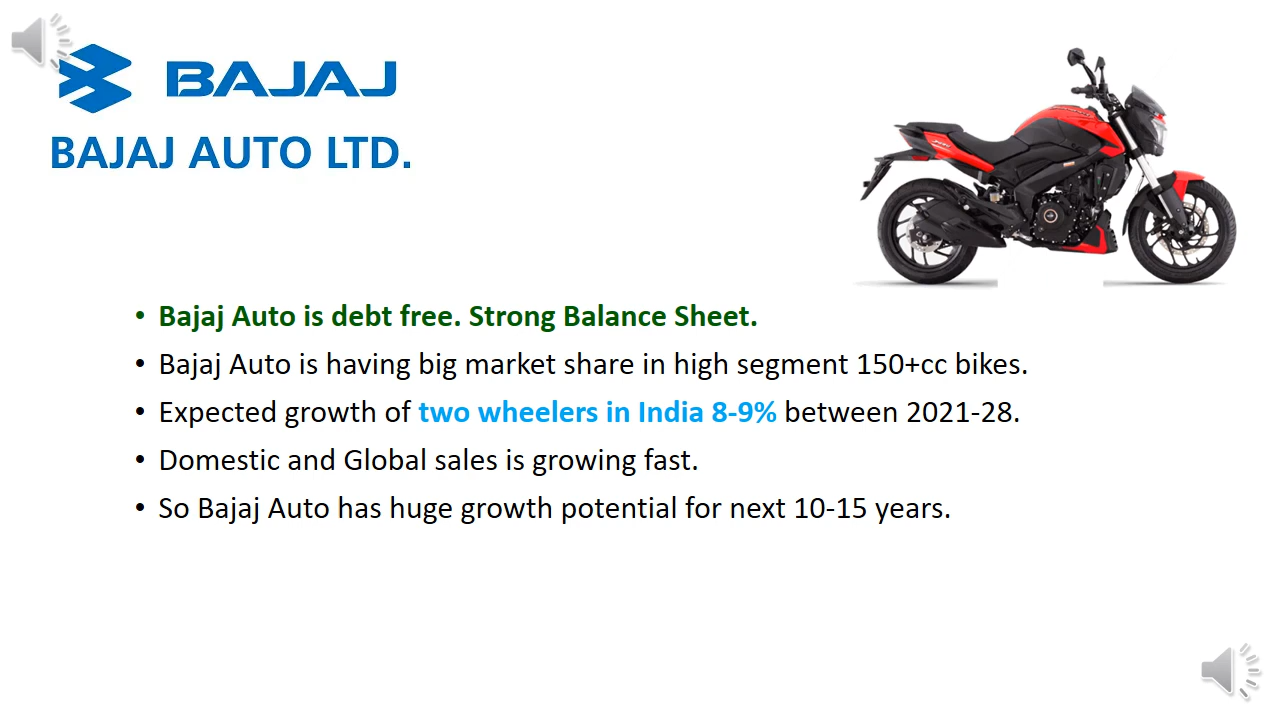 BAJAJ
BAJAJ AUTO LTD.
• Bajaj Auto is debt free. Strong Balance Sheet.
• Bajaj Auto is having big market share in high segment 150+cc bikes.
• Expected growth of two wheelers in India 8-9% between 2021-28.
• Domestic and Global sales is growing fast.
• So Bajaj Auto has huge growth potential for next 10-15 years.